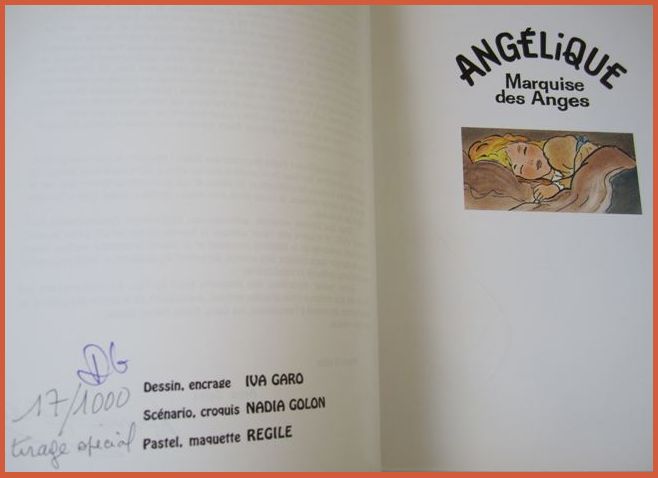 DG
17/1000
tirage spécial
Dessin, encrage IVA GARO
Scénario, croquis NADIA GOLON
Pastel, maquette REGILE
ANGÉLiQUE
Marquise
des Anges